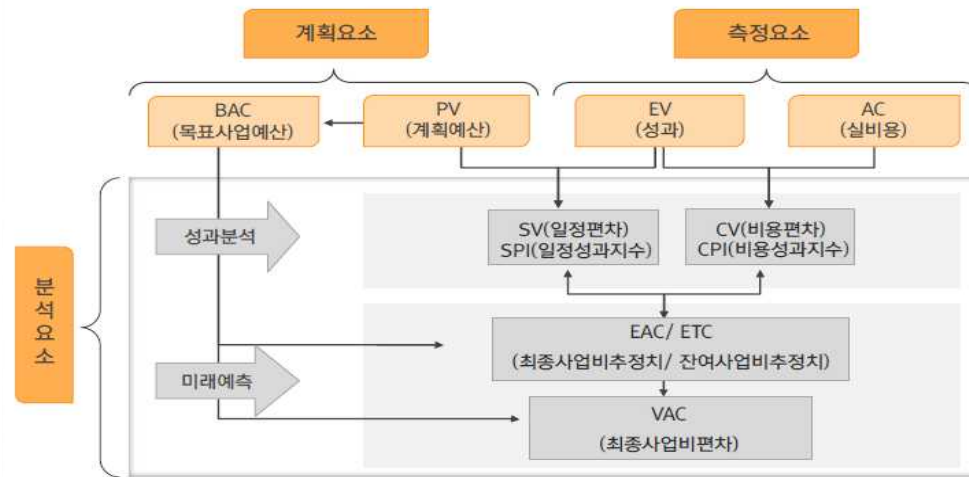 계획요소
측정요소
BAC
(목표사업예산)
PV
(계획예산)
EV
(성과)
AC
(실비용)
분석요소
성과분석
SV(일정편차)
SPI(일정성과지수)
CV(비용편차)
CPI(비용성과지수)
미래예측
EAC/ ETC
(최종사업비추정치/ 잔여사업비추정치)
VAC
(최종사업비편차)